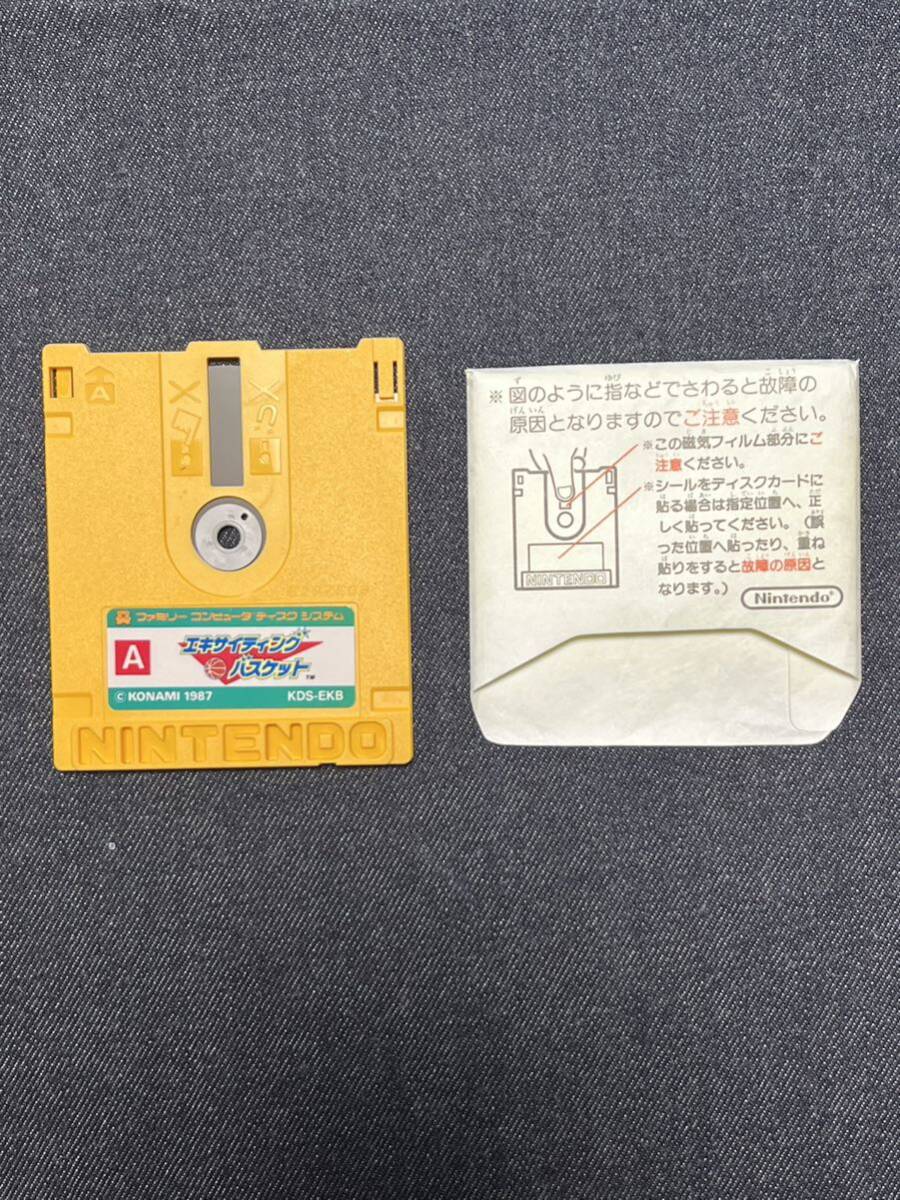 A
ファミリー コンピュータ ディスク システム
A
エキサイティング
バスケット™
© KONAMI 1987 KDS-EKB
NINTENDO
※図のように指などでさわると故障の
原因となりますのでご注意ください。
※この磁気フィルム部分にご
注意ください。
※シールをディスクカードに
貼る場合は指定位置へ、正
しく貼ってください。(誤
った位置へ貼ったり、重ね
貼りをすると故障の原因と
なります。)
NINTENDO
Nintendo®